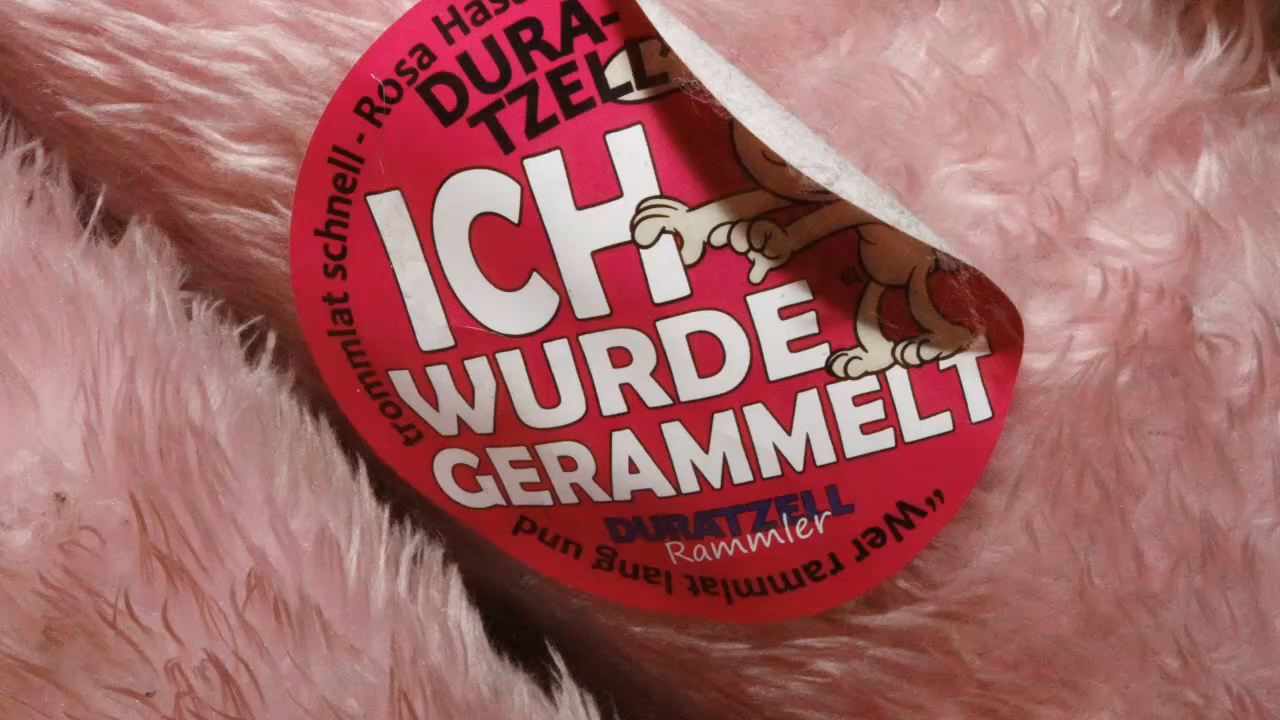 „Wer rammlat lang und
trommlat schnell - Rosa Has
DURA-
TZELL
ICH
WURDE
GERAMMELT
DURATZELL
Rammler